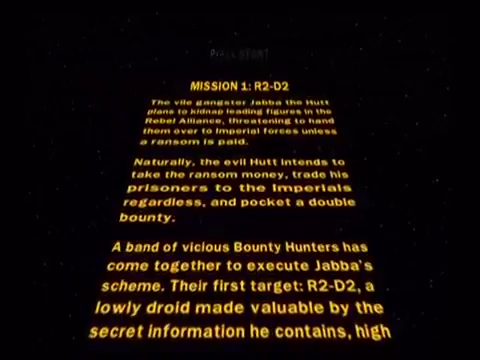 PRESS START
MISSION 1: R2-D2
The vile gangster Jabba the Hutt
plans to kidnap leading figures in the
Rebel Alliance, threatening to hand
them over to Imperial forces unless
a ransom is paid.
Naturally, the evil Hutt intends to
take the ransom money, trade his
prisoners to the Imperials
regardless, and pocket a double
bounty.
A band of vicious Bounty Hunters has
come together to execute Jabba's
scheme. Their first target: R2-D2, a
lowly droid made valuable by the
secret information he contains, high